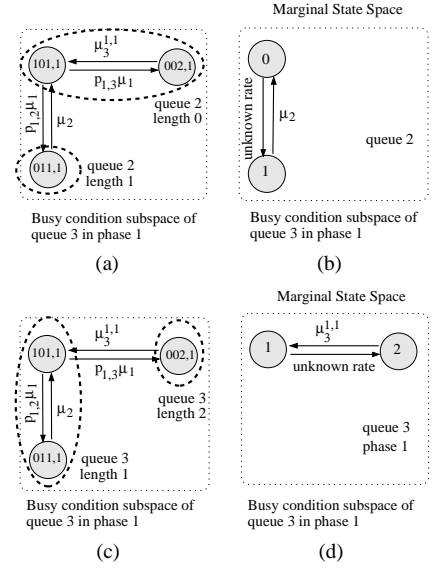 μ₃^{1,1}
101,1
002,1
p₁,₃μ₁
p₁,₂μ₁
μ₂
queue 2
length 0
011,1
queue 2
length 1
Busy condition subspace of
queue 3 in phase 1
(a)
Marginal State Space
0
unknown rate
μ₂
queue 2
1
Busy condition subspace of
queue 3 in phase 1
(b)
μ₃^{1,1}
101,1
002,1
p₁,₃μ₁
p₁,₂μ₁
μ₂
queue 3
length 2
011,1
queue 3
length 1
Busy condition subspace of
queue 3 in phase 1
(c)
Marginal State Space
μ₃^{1,1}
1
2
unknown rate
queue 3
phase 1
Busy condition subspace of
queue 3 in phase 1
(d)